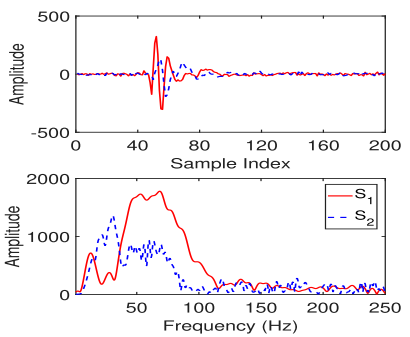 500
0
-500
Amplitude
0 40 80 120 160 200
Sample Index
2000
1000
0
Amplitude
S1
S2
50 100 150 200 250
Frequency (Hz)